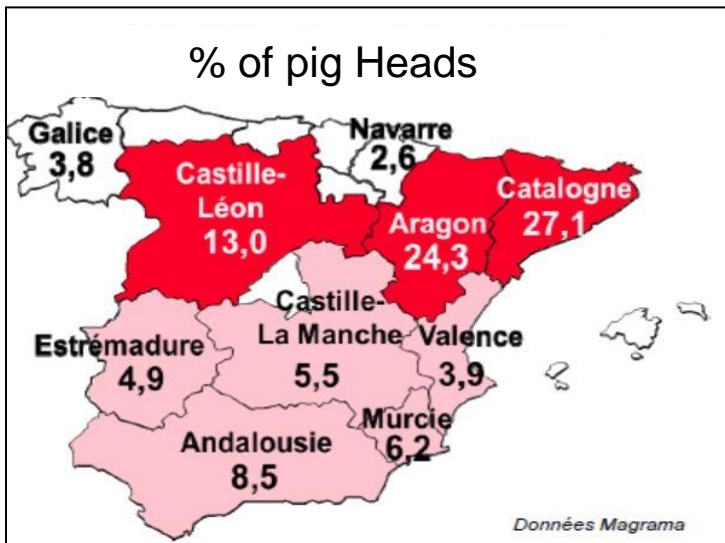 % of pig Heads
Galice
3,8
Navarre
2,6
Castille-
Léon
13,0
Aragon
24,3
Catalogne
27,1
Castille-
La Manche
5,5
Estrémadure
4,9
Valence
3,9
Murcie
6,2
Andalousie
8,5
Données Magrama